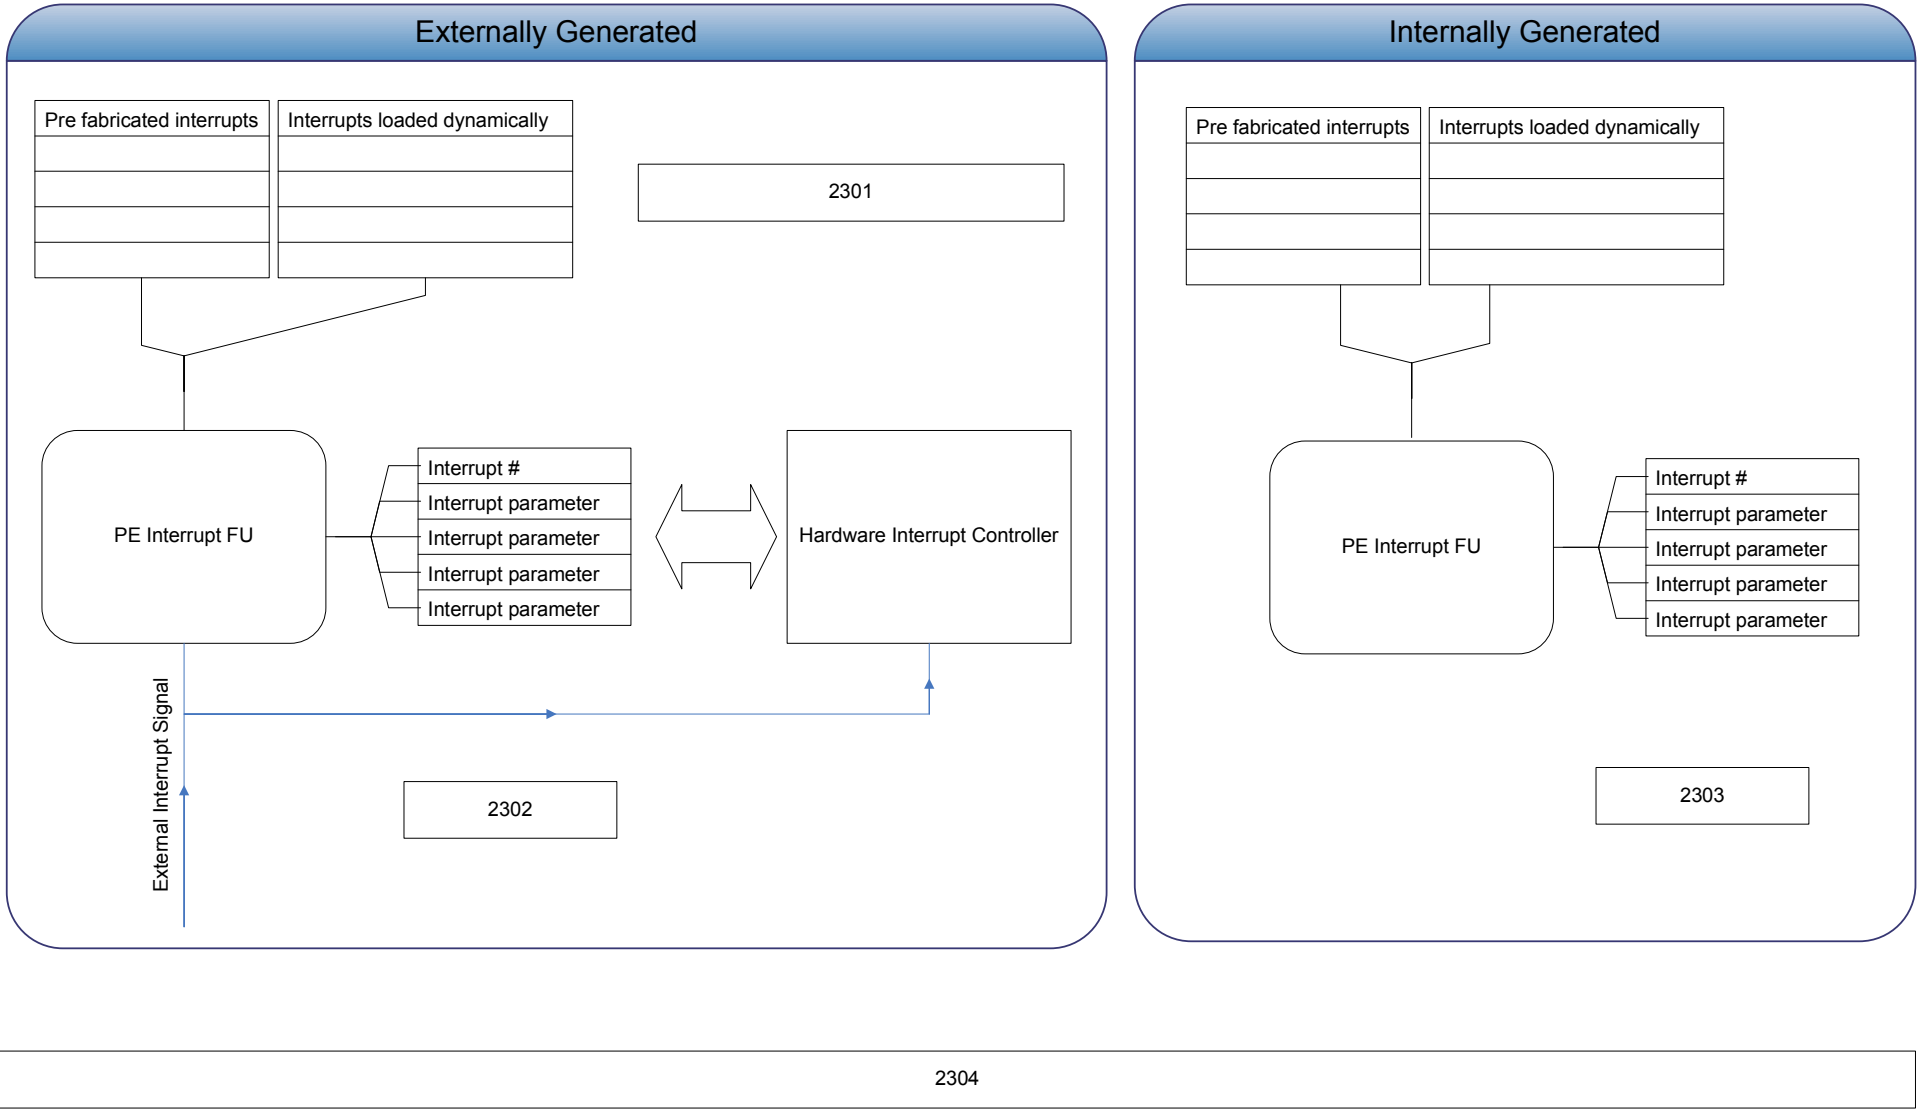 Externally Generated
Pre fabricated interrupts
Interrupts loaded dynamically
2301
PE Interrupt FU
Interrupt #
Interrupt parameter
Interrupt parameter
Interrupt parameter
Interrupt parameter
Hardware Interrupt Controller
External Interrupt Signal
2302
Internally Generated
Pre fabricated interrupts
Interrupts loaded dynamically
PE Interrupt FU
Interrupt #
Interrupt parameter
Interrupt parameter
Interrupt parameter
Interrupt parameter
2303
2304